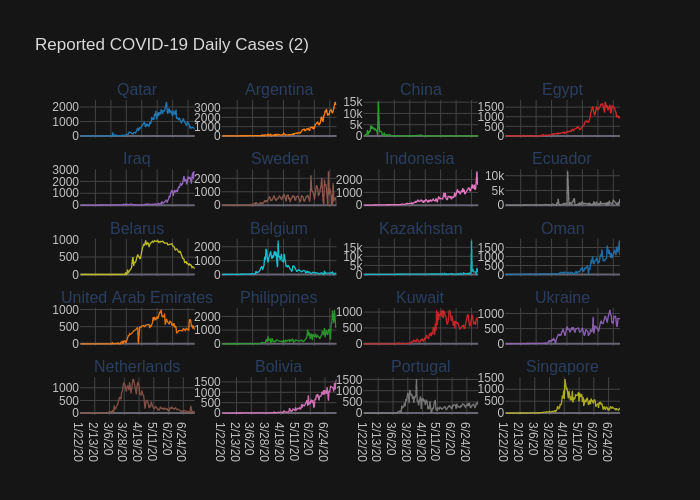 Reported COVID-19 Daily Cases (2)
Qatar Argentina China Egypt
2000 1000 0
3000 2000 1000 0
15k 10k 5k 0
1500 1000 500 0
Iraq Sweden Indonesia Ecuador
3000 2000 1000 0
2000 1000 0
2000 1000 0
10k 5k 0
Belarus Belgium Kazakhstan Oman
1000 500 0
2000 1000 0
15k 10k 5k 0
1500 1000 500 0
United Arab Emirates Philippines Kuwait Ukraine
1000 500 0
2000 1000 0
1000 500 0
1000 500 0
Netherlands Bolivia Portugal Singapore
1000 500 0
1500 1000 500 0
1500 1000 500 0
1500 1000 500 0
1/22/20 2/13/20 3/6/20 3/28/20 4/19/20 5/11/20 6/2/20 6/24/20
1/22/20 2/13/20 3/6/20 3/28/20 4/19/20 5/11/20 6/2/20 6/24/20
1/22/20 2/13/20 3/6/20 3/28/20 4/19/20 5/11/20 6/2/20 6/24/20
1/22/20 2/13/20 3/6/20 3/28/20 4/19/20 5/11/20 6/2/20 6/24/20